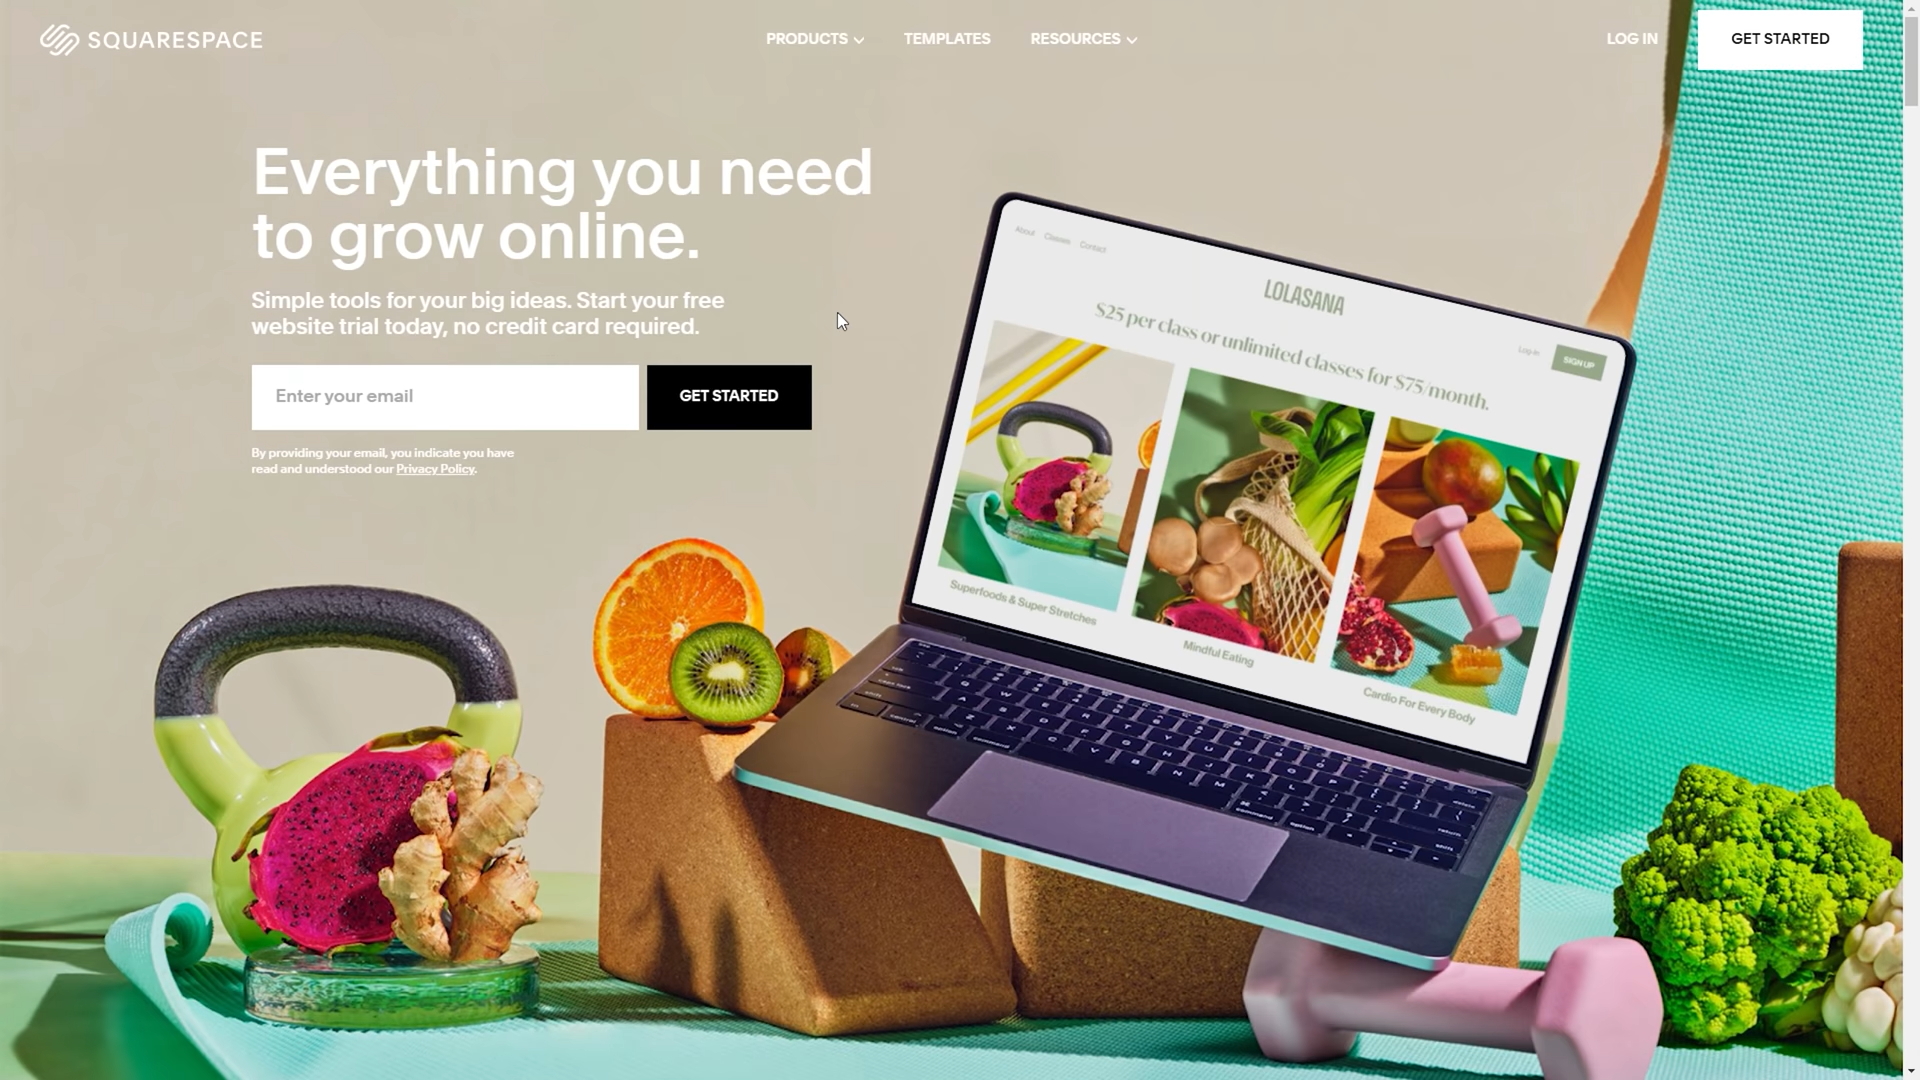 SQUARESPACE
PRODUCTS
TEMPLATES
RESOURCES
LOG IN
GET STARTED
Everything you need
to grow online.
Simple tools for your big ideas. Start your free
website trial today, no credit card required.
Enter your email
GET STARTED
By providing your email, you indicate you have
read and understood our Privacy Policy.
About Classes Contact
LOLASANA
Log In
SIGN UP
$25 per class or unlimited classes for $75/month.
Superfoods & Super Stretches
Mindful Eating
Cardio For Every Body